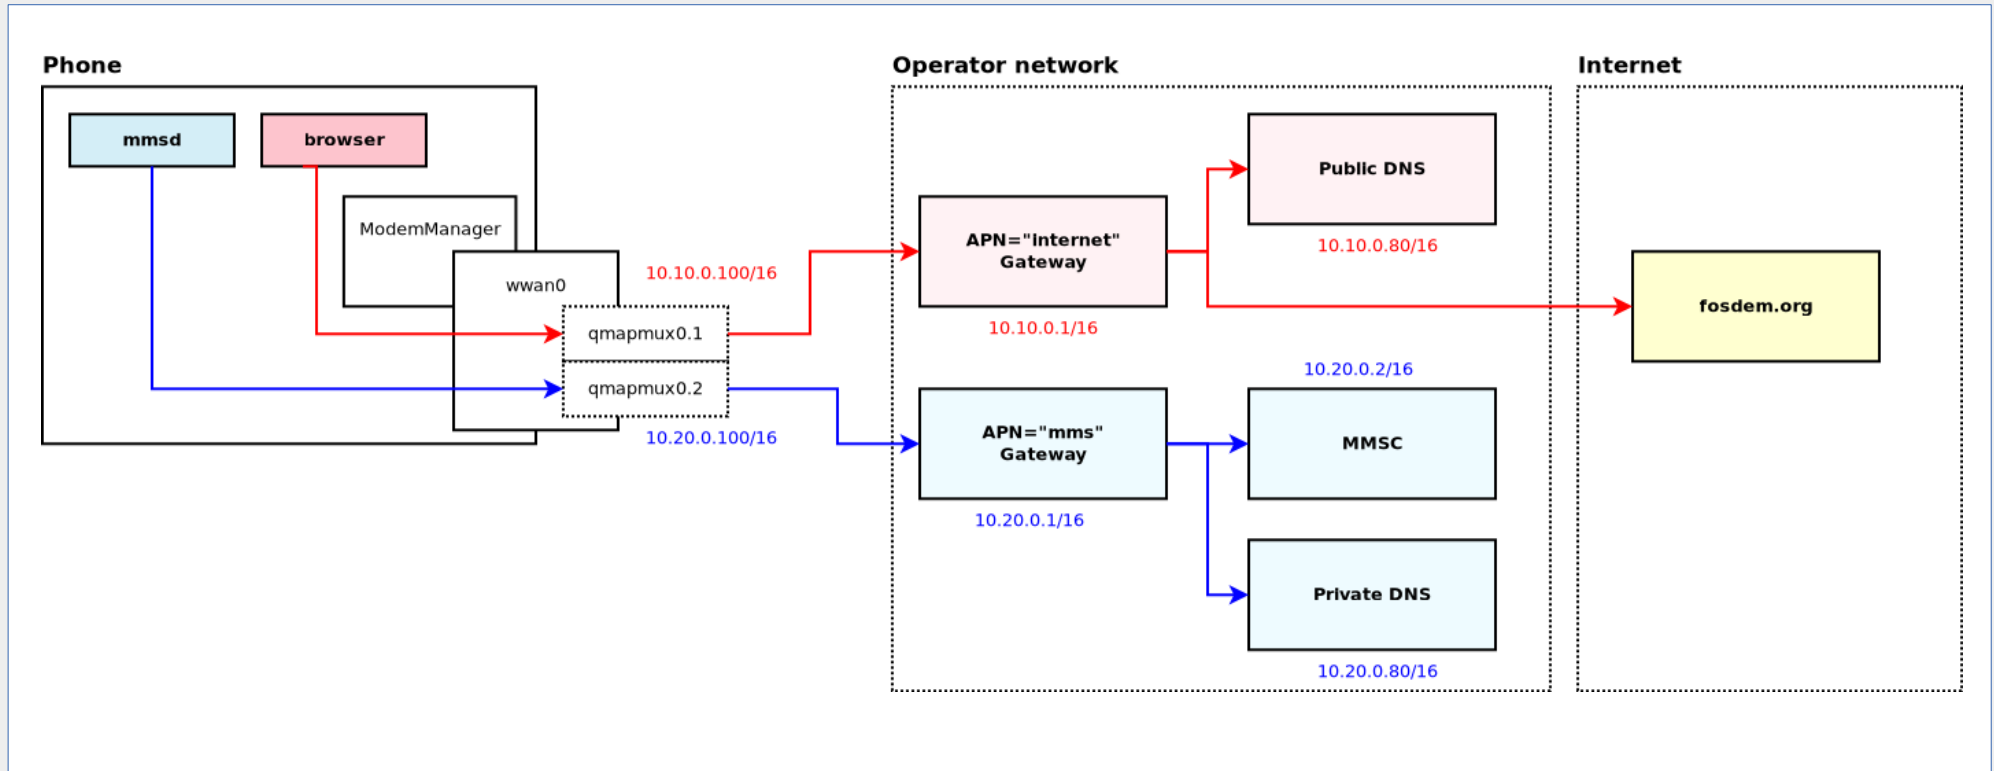 Phone
mmsd
browser
ModemManager
wwan0
qmapmux0.1
qmapmux0.2
10.10.0.100/16
10.20.0.100/16
Operator network
APN="internet"
Gateway
10.10.0.1/16
Public DNS
10.10.0.80/16
APN="mms"
Gateway
10.20.0.1/16
10.20.0.2/16
MMSC
Private DNS
10.20.0.80/16
Internet
fosdem.org